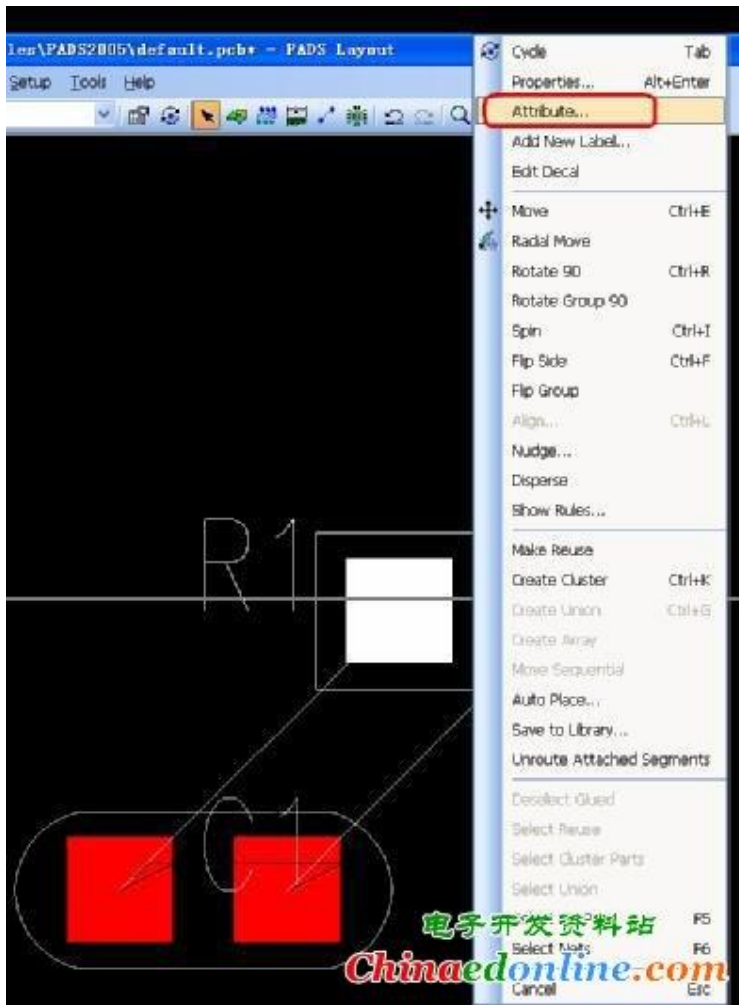 les\PADS2005\default.pcb* - PADS Layout
Setup Tools Help
Cycle Tab
Properties... Alt+Enter
Attribute...
Add New Label...
Edit Decal
Move Ctrl+E
Radial Move
Rotate 90 Ctrl+R
Rotate Group 90
Spin Ctrl+I
Flip Side Ctrl+F
Flip Group
Align... Ctrl+L
Nudge...
Disperse
Show Rules...
Make Reuse
Create Cluster Ctrl+K
Create Union Ctrl+G
Create Array
Move Sequential
Auto Place...
Save to Library...
Unroute Attached Segments
Deselect Glued
Select Reuse
Select Cluster Parts
Select Union
F5
Select Nets F6
Cancel Esc
R1
C1
电子开发资料站
Chinaedonline.com